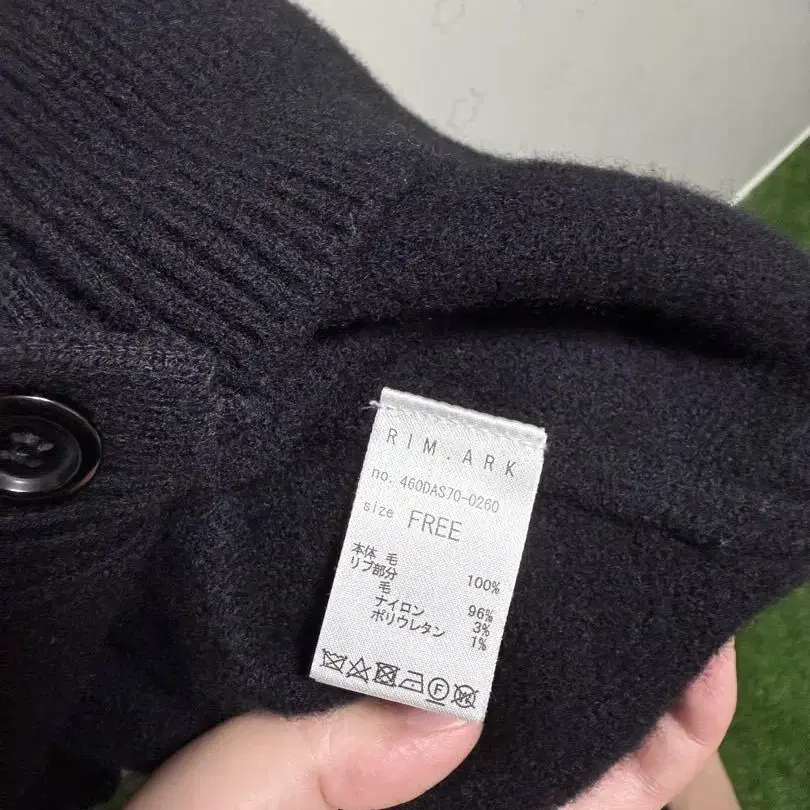 RIM.ARK
no. 460DAS70-0260
size FREE
本体 毛 100%
リブ部分
毛 96%
ナイロン 3%
ポリウレタン 1%